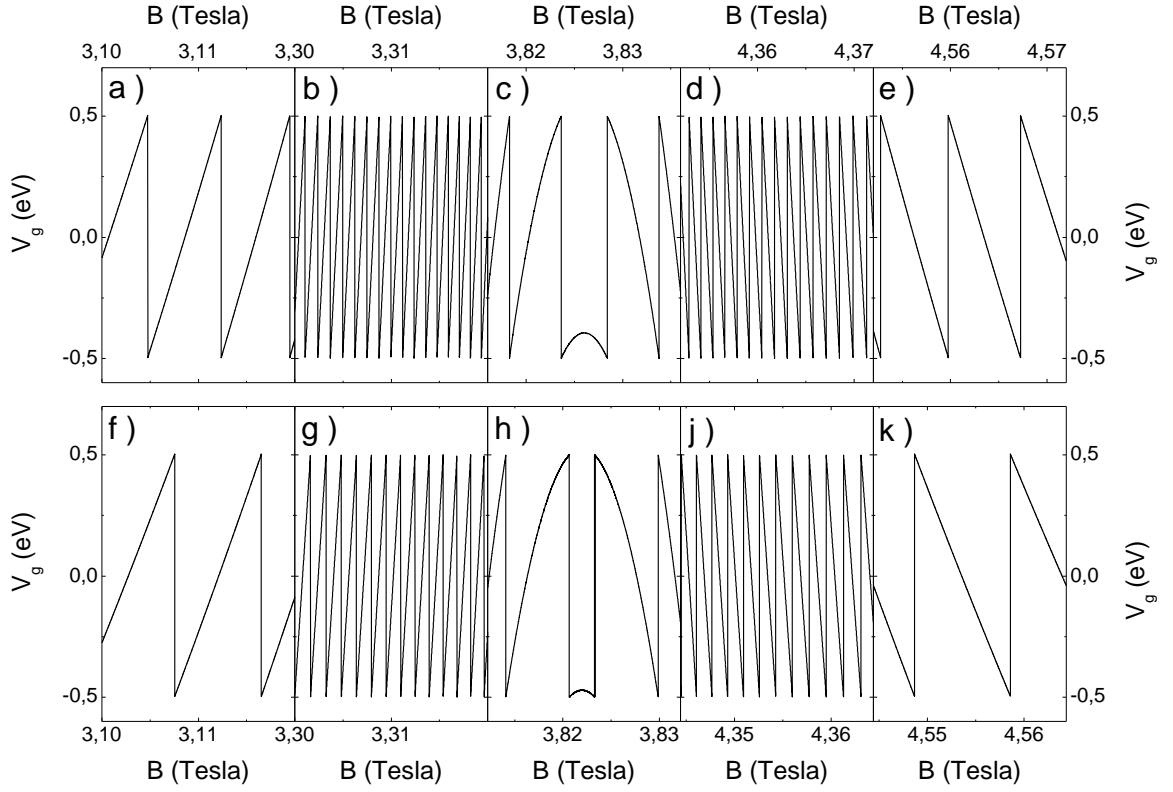 B (Tesla) B (Tesla) B (Tesla) B (Tesla) B (Tesla)
3,10 3,11 3,30 3,31 3,82 3,83 4,36 4,37 4,56 4,57
a ) b ) c ) d ) e )
0,5 0,5
V_g (eV) 0,0 0,0 V_g (eV)
-0,5 -0,5
f ) g ) h ) j ) k )
0,5 0,5
V_g (eV) 0,0 0,0 V_g (eV)
-0,5 -0,5
3,10 3,11 3,30 3,31 3,82 3,83 4,35 4,36 4,55 4,56
B (Tesla) B (Tesla) B (Tesla) B (Tesla) B (Tesla)